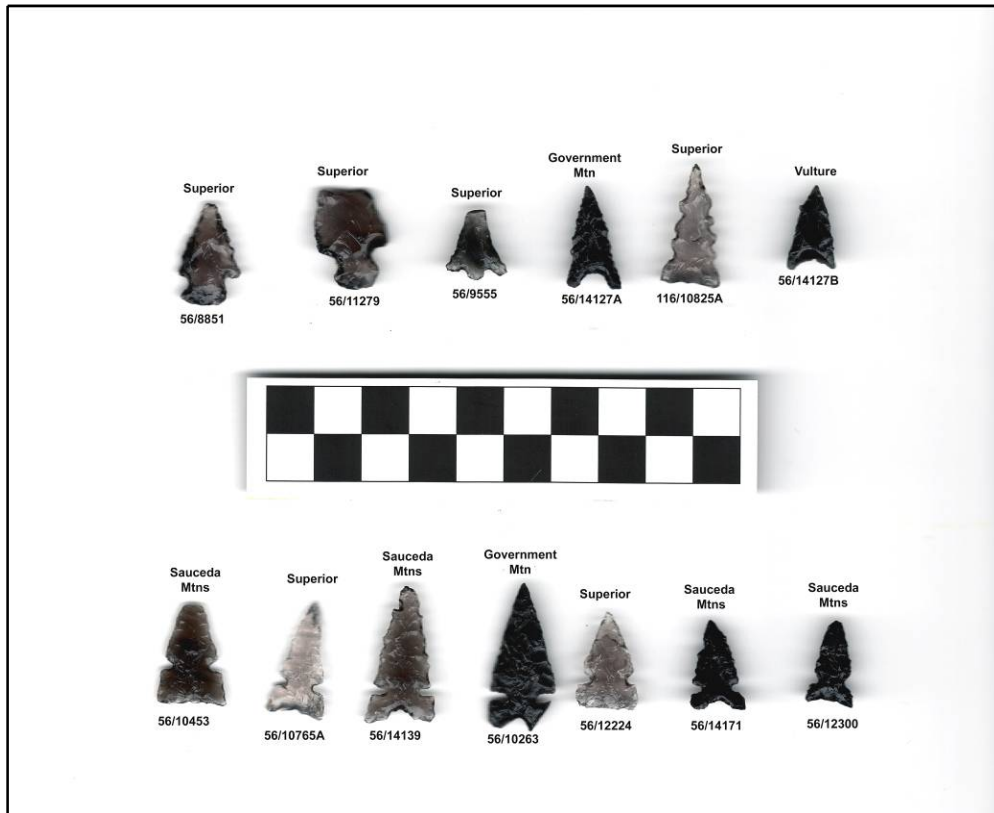 Superior
56/8851
Superior
56/11279
Superior
56/9555
Government
Mtn
56/14127A
Superior
116/10825A
Vulture
56/14127B
Sauceda
Mtns
56/10453
Superior
56/10765A
Sauceda
Mtns
56/14139
Government
Mtn
56/10263
Superior
56/12224
Sauceda
Mtns
56/14171
Sauceda
Mtns
56/12300